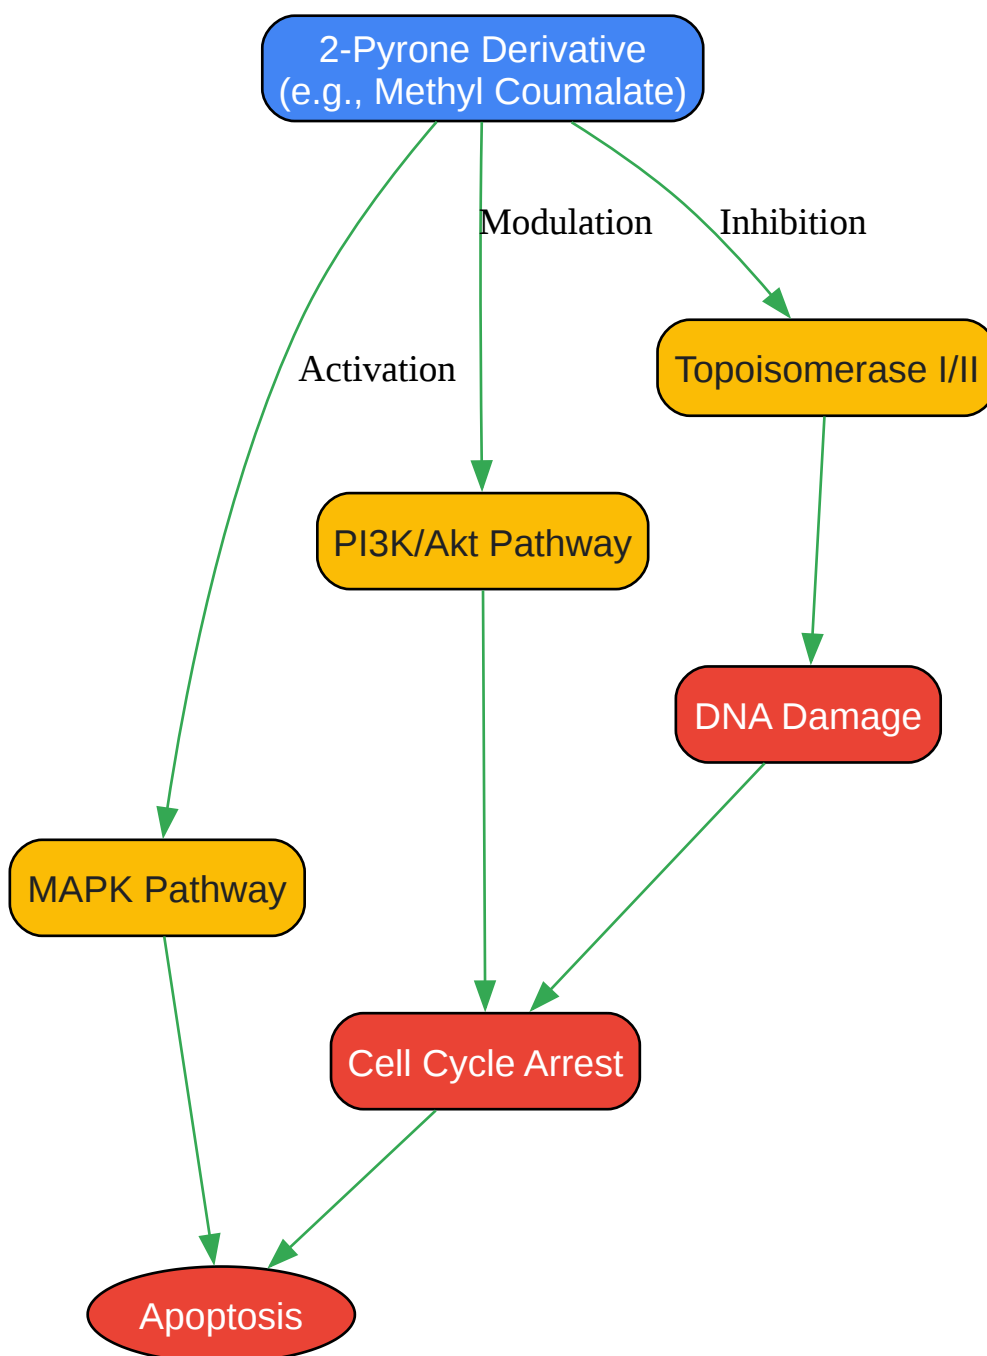 2-Pyrone Derivative
(e.g., Methyl Coumalate)
Modulation
Inhibition
Activation
Topoisomerase I/II
PI3K/Akt Pathway
DNA Damage
MAPK Pathway
Cell Cycle Arrest
Apoptosis